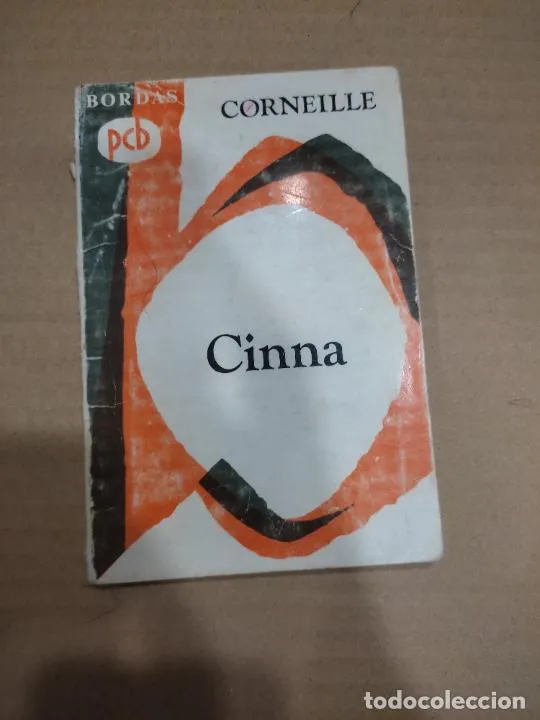 BORDAS
pcb
CORNEILLE
Cinna
todocoleccion